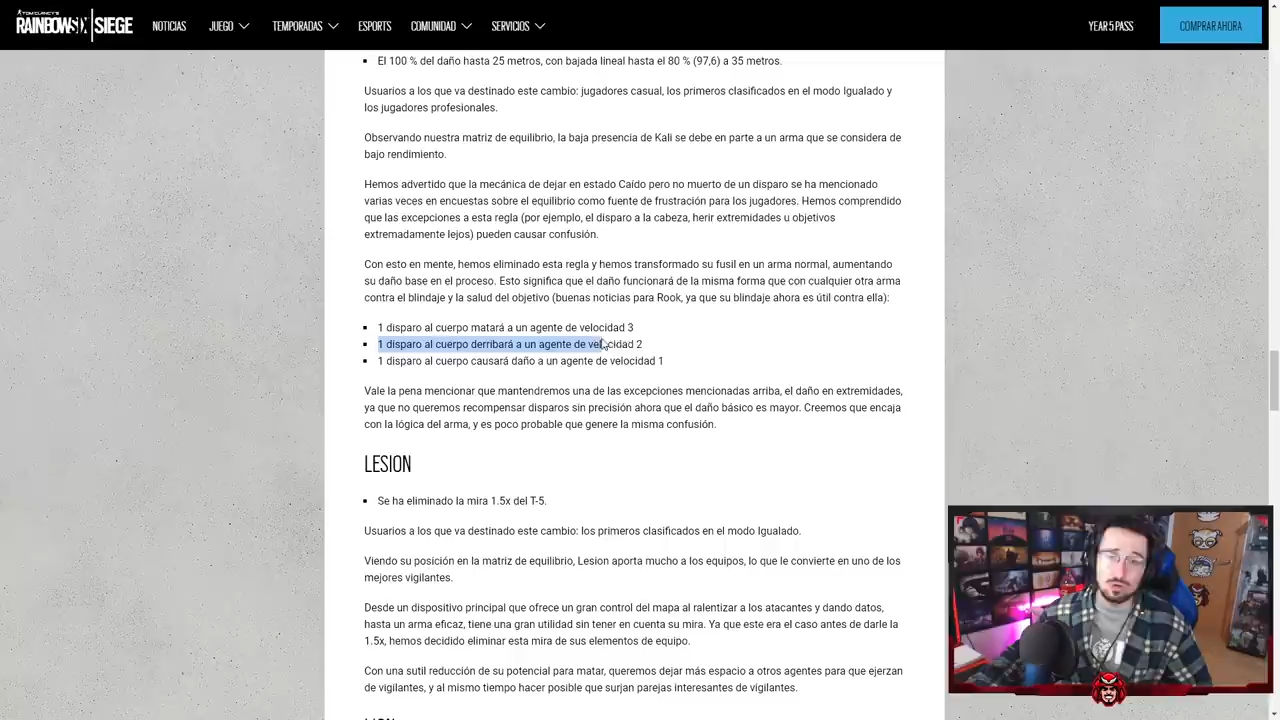 TOM CLANCY'S
RAINBOWSIX | SIEGE
NOTICIAS
JUEGO
TEMPORADAS
ESPORTS
COMUNIDAD
SERVICIOS
YEAR 5 PASS
COMPRAR AHORA
El 100 % del daño hasta 25 metros, con bajada lineal hasta el 80 % (97,6) a 35 metros.
Usuarios a los que va destinado este cambio: jugadores casual, los primeros clasificados en el modo Igualado y
los jugadores profesionales.
Observando nuestra matriz de equilibrio, la baja presencia de Kali se debe en parte a un arma que se considera de
bajo rendimiento.
Hemos advertido que la mecánica de dejar en estado Caído pero no muerto de un disparo se ha mencionado
varias veces en encuestas sobre el equilibrio como fuente de frustración para los jugadores. Hemos comprendido
que las excepciones a esta regla (por ejemplo, el disparo a la cabeza, herir extremidades u objetivos
extremadamente lejos) pueden causar confusión.
Con esto en mente, hemos eliminado esta regla y hemos transformado su fusil en un arma normal, aumentando
su daño base en el proceso. Esto significa que el daño funcionará de la misma forma que con cualquier otra arma
contra el blindaje y la salud del objetivo (buenas noticias para Rook, ya que su blindaje ahora es útil contra ella):
1 disparo al cuerpo matará a un agente de velocidad 3
1 disparo al cuerpo derribará a un agente de velocidad 2
1 disparo al cuerpo causará daño a un agente de velocidad 1
Vale la pena mencionar que mantendremos una de las excepciones mencionadas arriba, el daño en extremidades,
ya que no queremos recompensar disparos sin precisión ahora que el daño básico es mayor. Creemos que encaja
con la lógica del arma, y es poco probable que genere la misma confusión.
LESION
Se ha eliminado la mira 1.5x del T-5.
Usuarios a los que va destinado este cambio: los primeros clasificados en el modo Igualado.
Viendo su posición en la matriz de equilibrio, Lesion aporta mucho a los equipos, lo que le convierte en uno de los
mejores vigilantes.
Desde un dispositivo principal que ofrece un gran control del mapa al ralentizar a los atacantes y dando datos,
hasta un arma eficaz, tiene una gran utilidad sin tener en cuenta su mira. Ya que este era el caso antes de darle la
1.5x, hemos decidido eliminar esta mira de sus elementos de equipo.
Con una sutil reducción de su potencial para matar, queremos dejar más espacio a otros agentes para que ejerzan
de vigilantes, y al mismo tiempo hacer posible que surjan parejas interesantes de vigilantes.